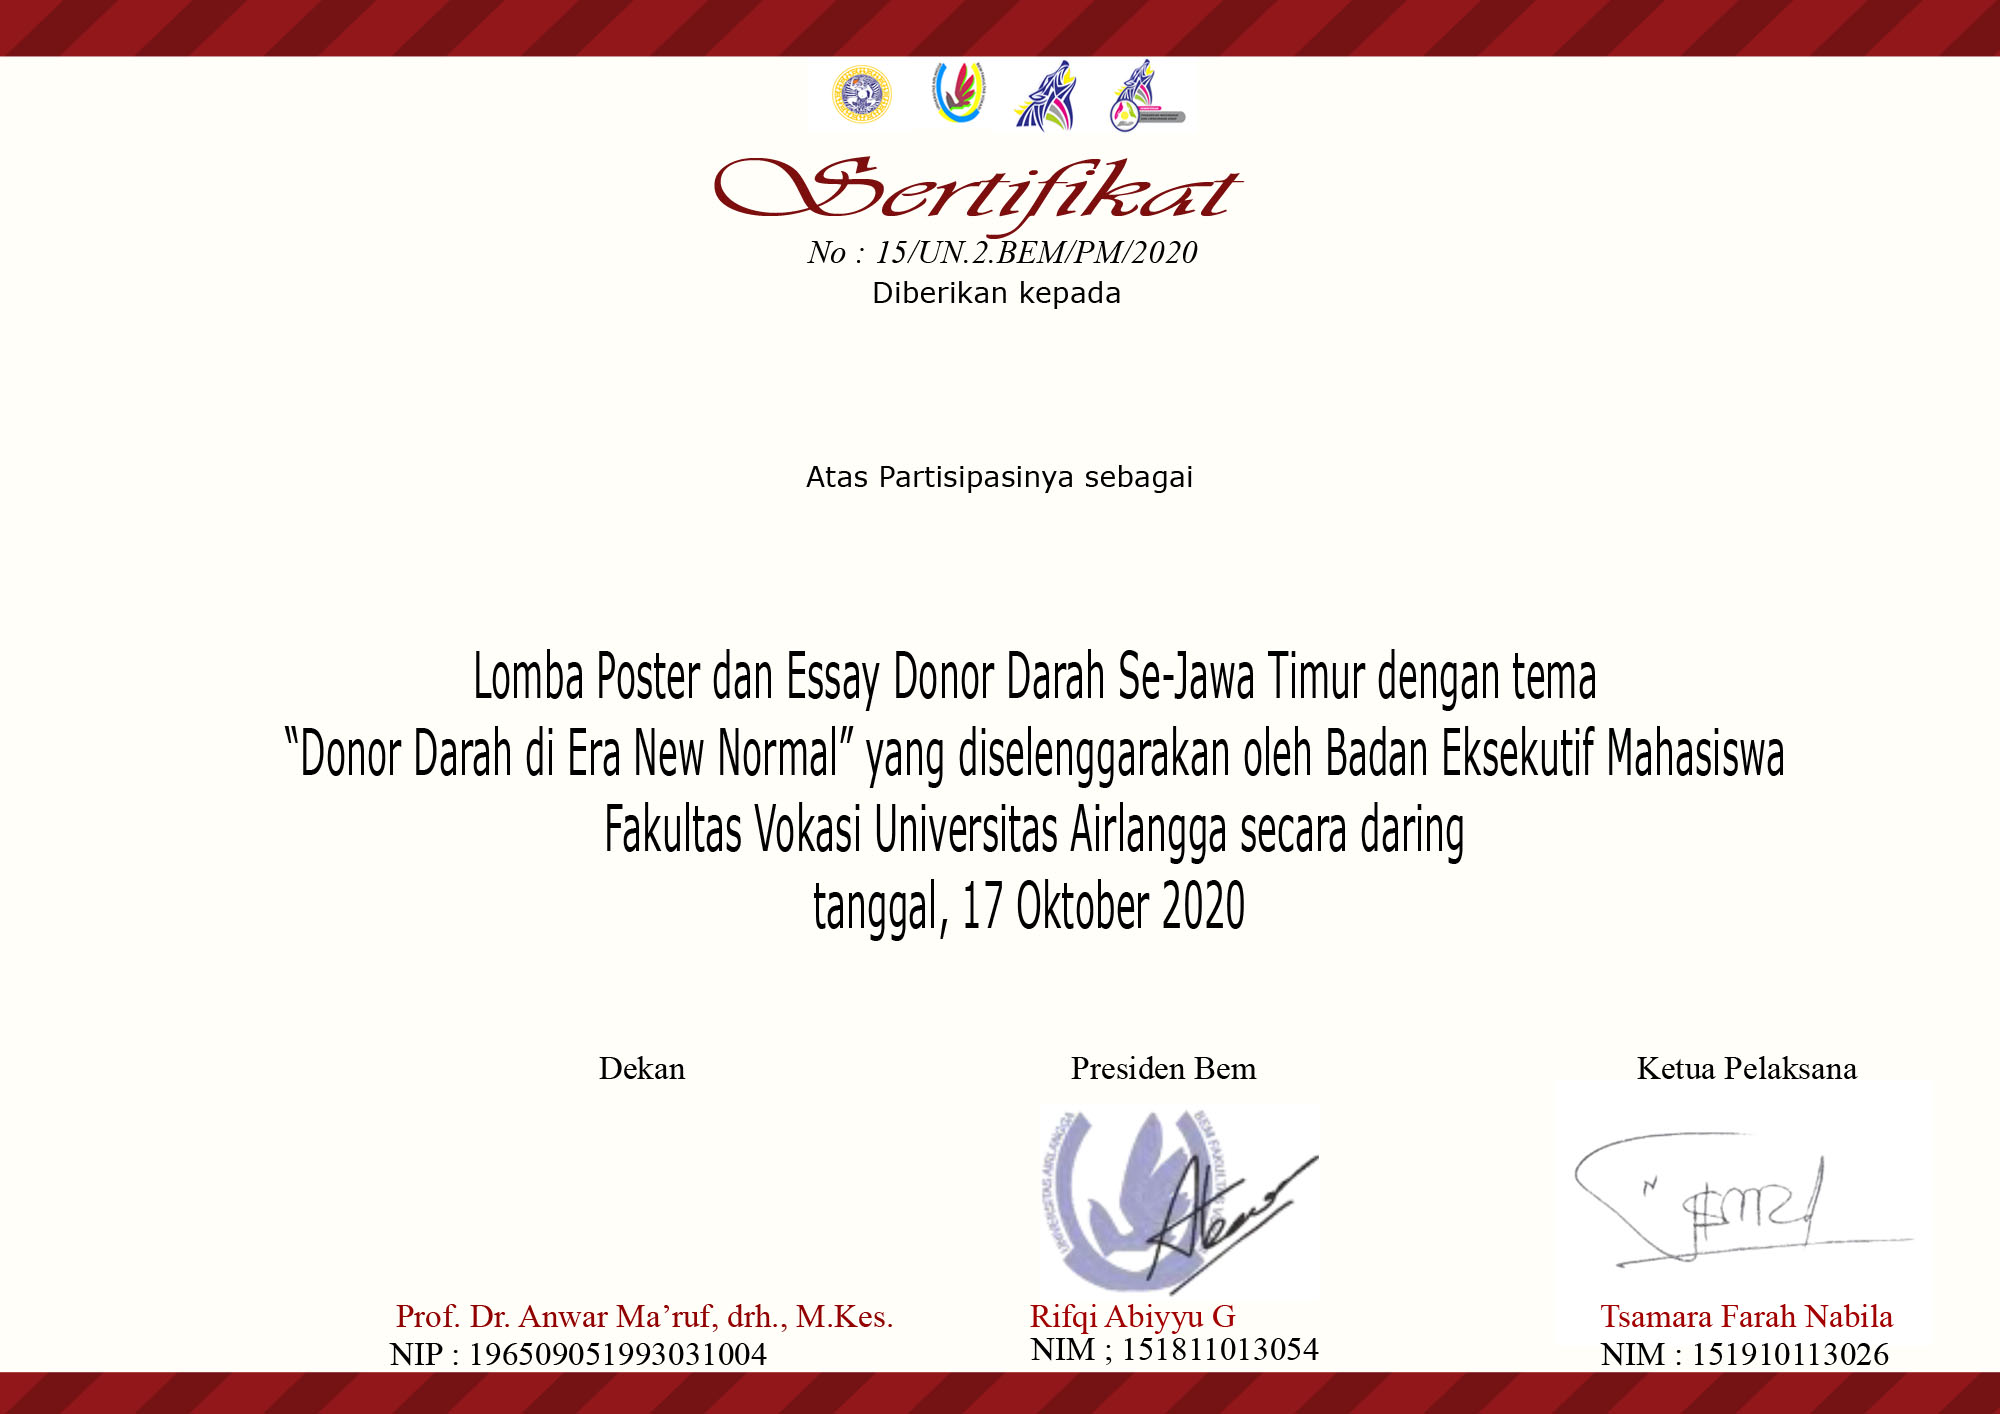 Sertifikat
No : 15/UN.2.BEM/PM/2020
Diberikan kepada
Atas Partisipasinya sebagai
Lomba Poster dan Essay Donor Darah Se-Jawa Timur dengan tema
“Donor Darah di Era New Normal” yang diselenggarakan oleh Badan Eksekutif Mahasiswa
Fakultas Vokasi Universitas Airlangga secara daring
tanggal, 17 Oktober 2020
Dekan
Presiden Bem
Ketua Pelaksana
UNIVERSITAS AIRLANGGA
BEM FAKULTAS
Prof. Dr. Anwar Ma’ruf, drh., M.Kes.
NIP : 196509051993031004
Rifqi Abiyyu G
NIM ; 151811013054
Tsamara Farah Nabila
NIM : 151910113026